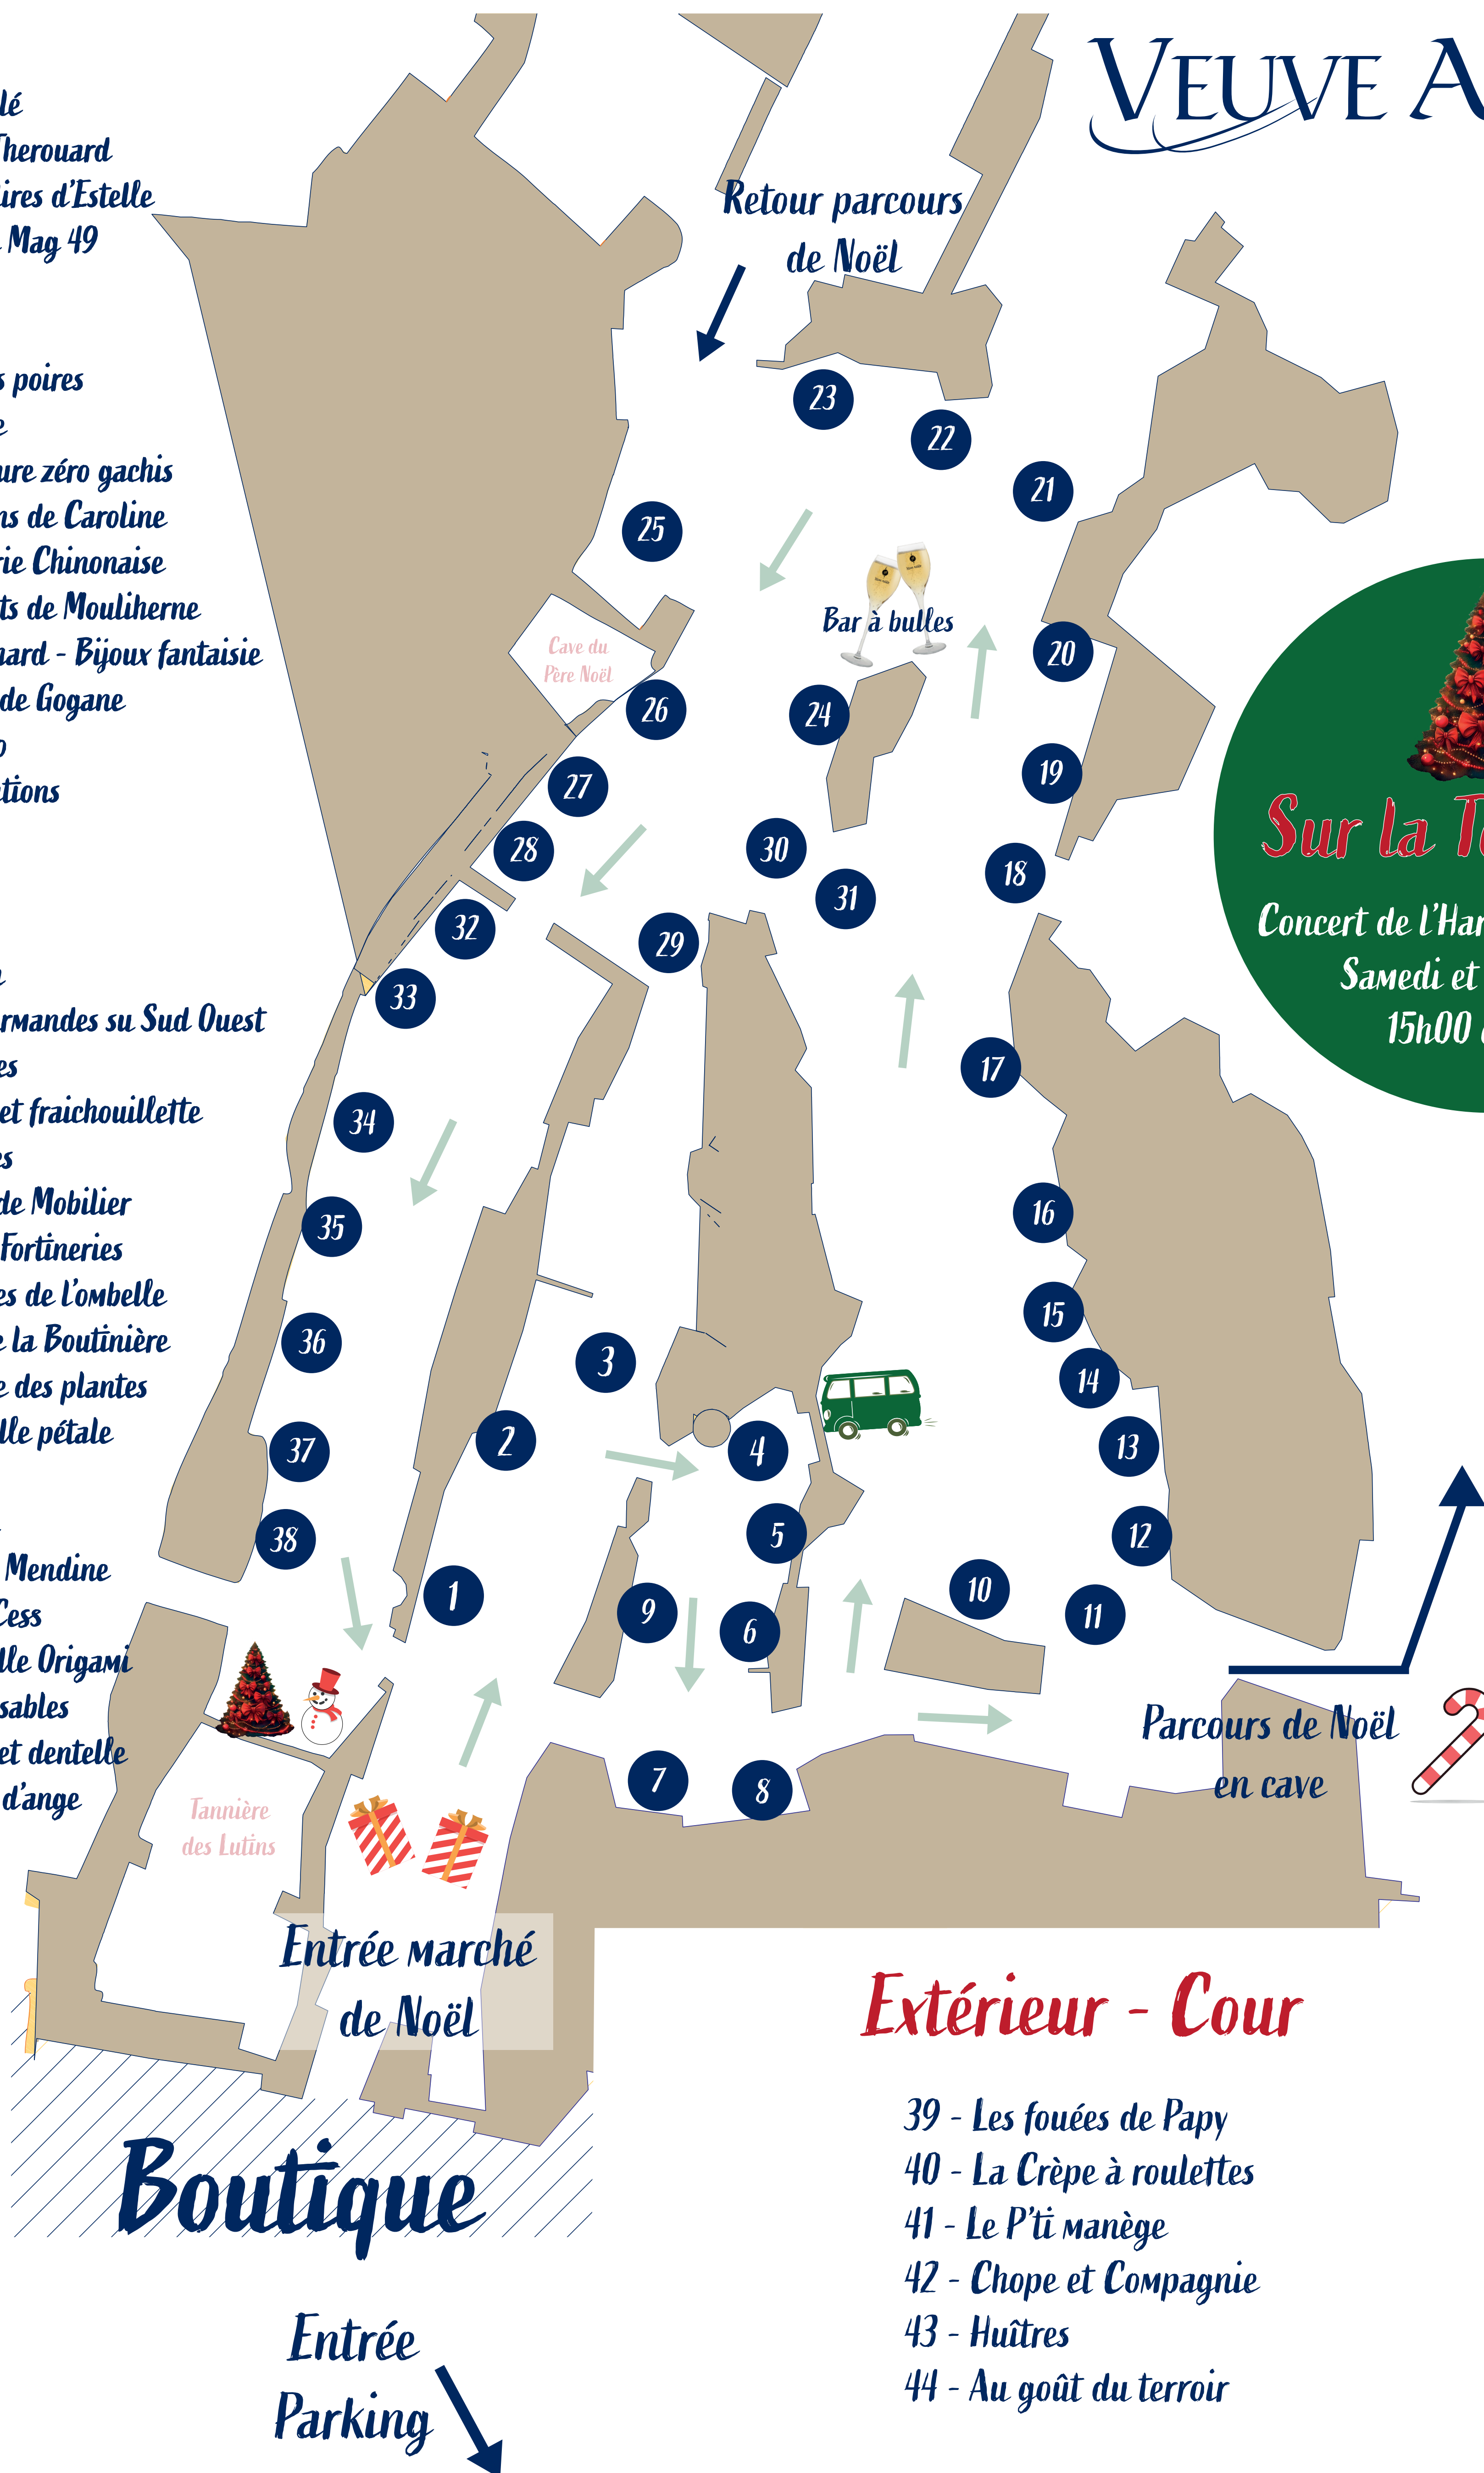 VEUVE A
lé
Therouard
ires d'Estelle
Mag 49
s poires
e
ure zéro gachis
ns de Caroline
rie Chinonaise
ts de Mouliherne
nard - Bijoux fantaisie
de Gogane
o
tions
rmandes su Sud Ouest
es
et fraichouillette
es
de Mobilier
Fortineries
es de l'ombelle
e la Boutinière
e des plantes
lle pétale
Mendine
Cess
lle Origami
sables
et dentelle
d'ange
Retour parcours
de Noël
23
22
21
25
Bar à bulles
Cave du
Père Noël
20
26
24
19
27
28
30
31
18
32
29
33
17
34
16
35
15
36
3
14
37
2
4
13
38
5
12
1
9
6
10
11
7
8
Sur la T
Concert de l'Har
Samedi et
15h00
Parcours de Noël
en cave
Tannière
des Lutins
Entrée marché
de Noël
Boutique
Entrée
Parking
Extérieur - Cour
39 - Les fouées de Papy
40 - La Crèpe à roulettes
41 - Le P'ti manège
42 - Chope et Compagnie
43 - Huîtres
44 - Au goût du terroir